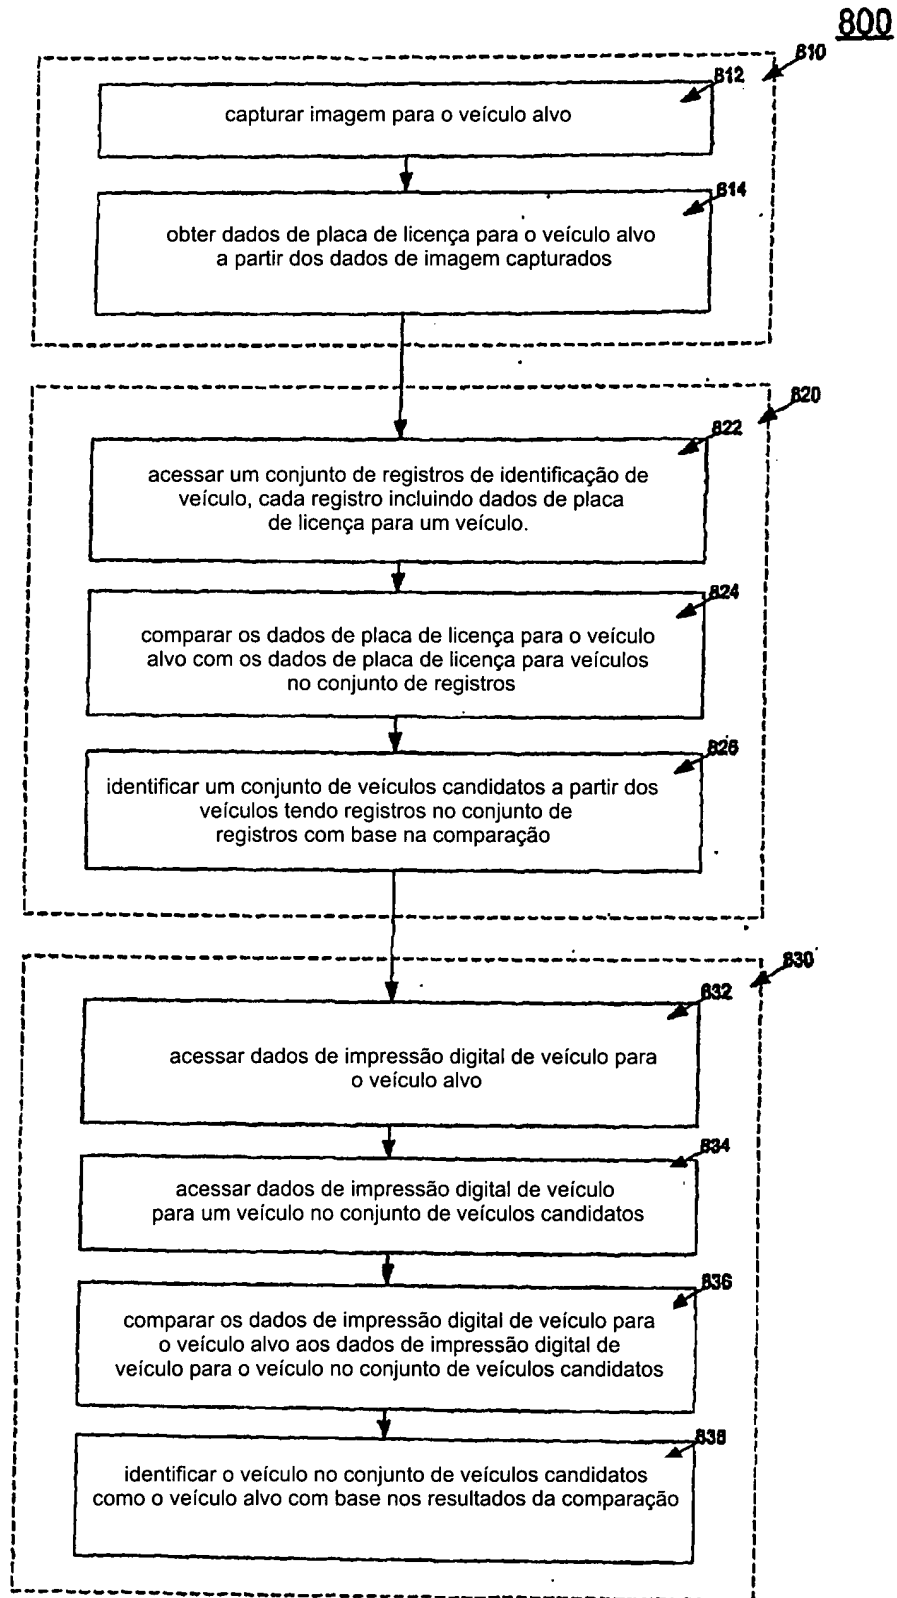 800
810
812
capturar imagem para o veículo alvo
814
obter dados de placa de licença para o veículo alvo
a partir dos dados de imagem capturados
820
822
acessar um conjunto de registros de identificação de
veículo, cada registro incluindo dados de placa
de licença para um veículo.
824
comparar os dados de placa de licença para o veículo
alvo com os dados de placa de licença para veículos
no conjunto de registros
826
identificar um conjunto de veículos candidatos a partir dos
veículos tendo registros no conjunto de
registros com base na comparação
830
832
acessar dados de impressão digital de veículo para
o veículo alvo
834
acessar dados de impressão digital de veículo
para um veículo no conjunto de veículos candidatos
836
comparar os dados de impressão digital de veículo para
o veículo alvo aos dados de impressão digital de
veículo para o veículo no conjunto de veículos candidatos
838
identificar o veículo no conjunto de veículos candidatos
como o veículo alvo com base nos resultados da comparação